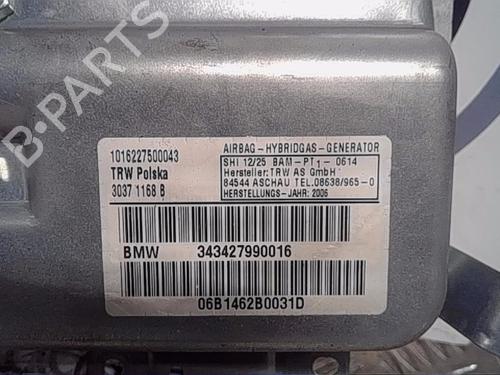 1016227500043
TRW Polska
3037 1168 B
AIRBAG-HYBRIDGAS-GENERATOR
SHI 12/25 BAM-PT1-0614
Hersteller:TRW AS GmbH
84544 ASCHAU TEL.08638/965-0
HERSTELLUNGS-JAHR: 2006
BMW 343427990016
06B1462B0031D
B-PARTS